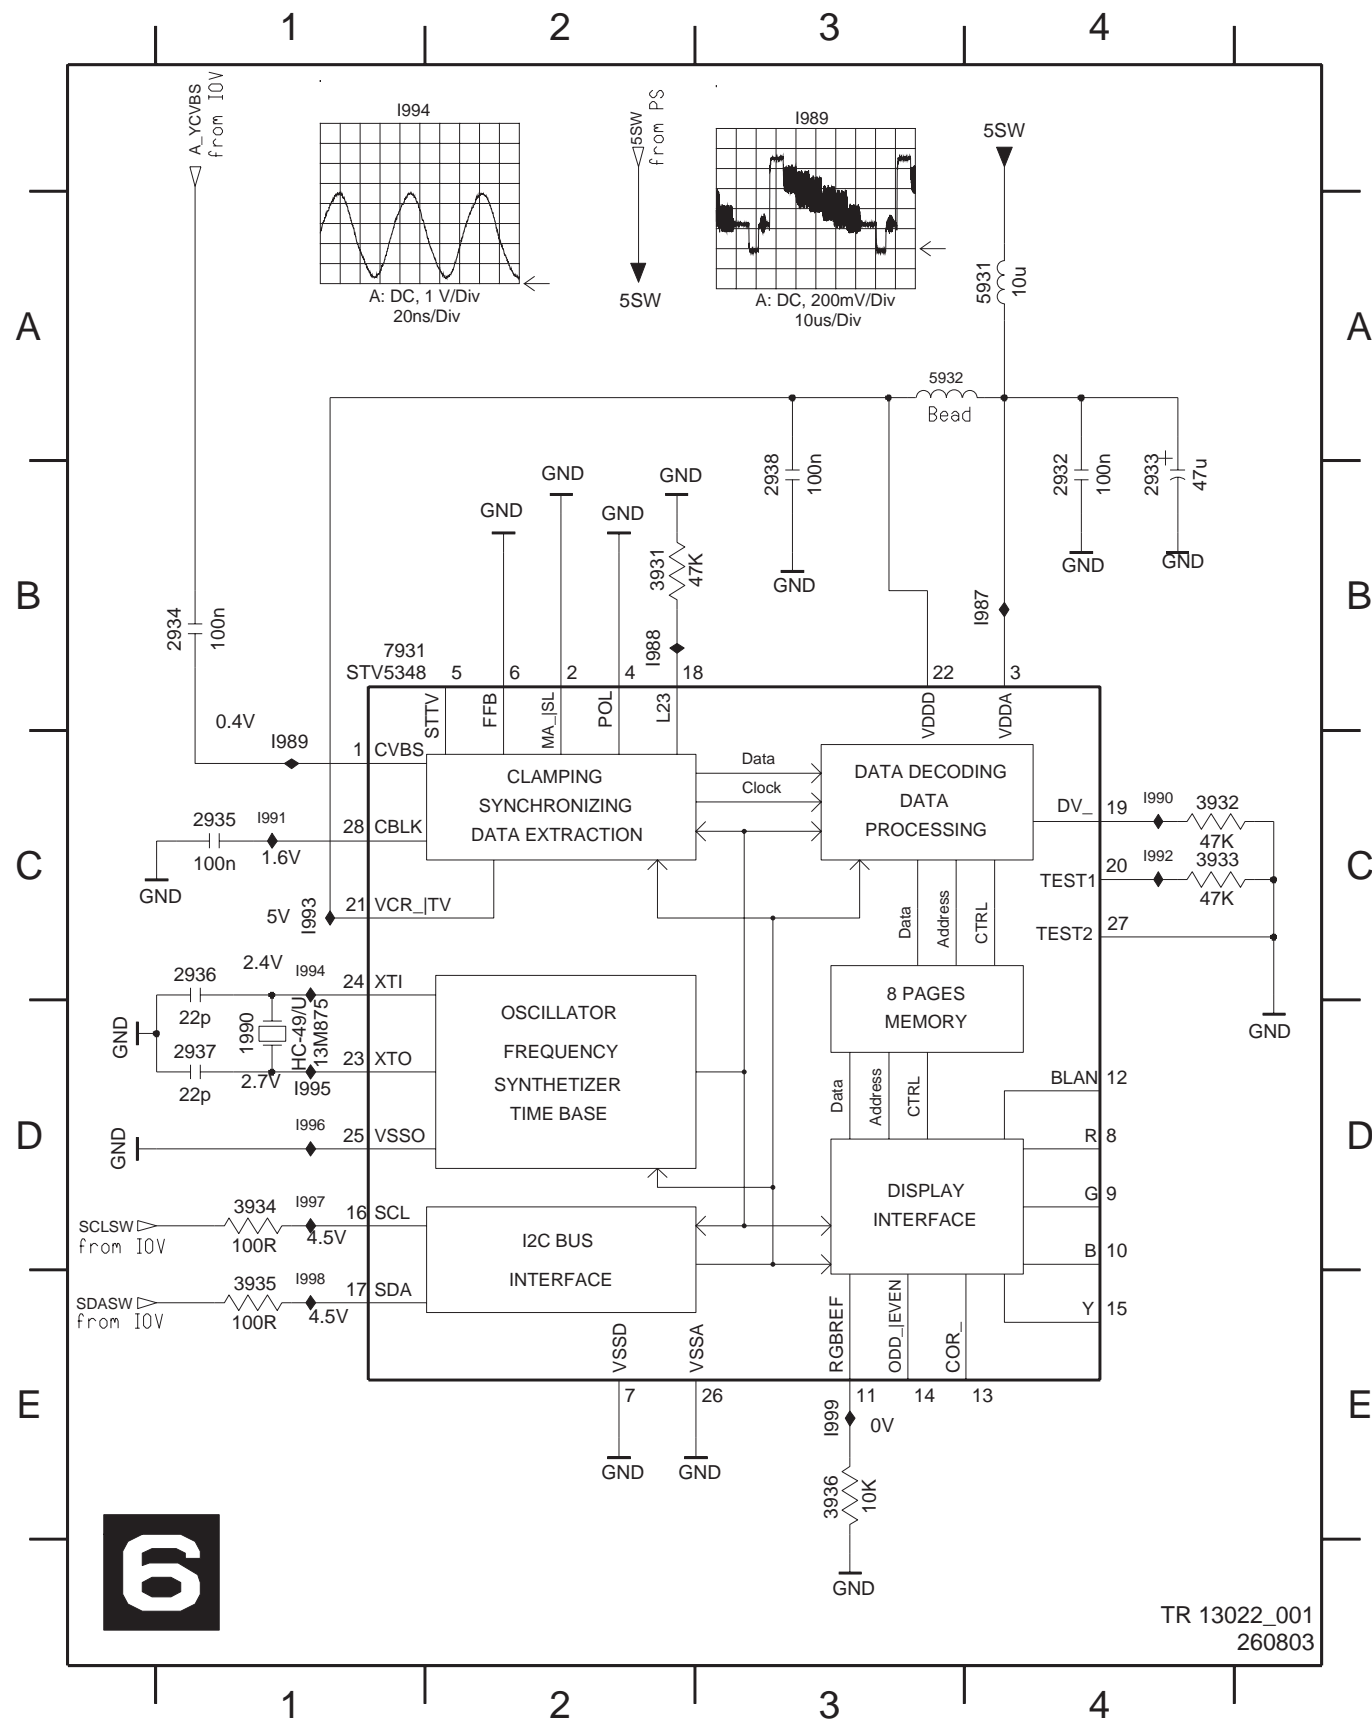 1
2
3
4
A_YCVBS
from IOV
I994
A: DC, 1 V/Div
20ns/Div
5SW
from PS
5SW
I989
A: DC, 200mV/Div
10us/Div
5SW
5931
10u
A
A
5932
Bead
2938
100n
GND
2932
100n
GND
2933
+
47u
GND
GND
GND
GND
GND
3931
47K
I988
I987
B
B
2934
100n
7931
STV5348
5
6
2
4
18
22
3
STTV
FFB
MA_|SL
POL
L23
VDDD
VDDA
0.4V
I989
1
CVBS
CLAMPING
SYNCHRONIZING
DATA EXTRACTION
Data
Clock
DATA DECODING
DATA
PROCESSING
DV_
19
I990
3932
47K
2935
100n
I991
1.6V
28
CBLK
GND
C
C
TEST1
20
I992
3933
47K
5V
I993
21
VCR_|TV
TEST2
27
GND
Data
Address
CTRL
2.4V
2936
22p
I994
24
XTI
GND
1990
HC-49/U
13M875
2937
22p
2.7V
I995
23
XTO
OSCILLATOR
FREQUENCY
SYNTHETIZER
TIME BASE
8 PAGES
MEMORY
Data
Address
CTRL
BLAN
12
D
D
GND
I996
25
VSSO
R
8
G
9
B
10
DISPLAY
INTERFACE
SCLSW
from IOV
3934
100R
I997
4.5V
16
SCL
I2C BUS
INTERFACE
SDASW
from IOV
3935
100R
I998
4.5V
17
SDA
Y
15
VSSD
VSSA
RGBREF
ODD_|EVEN
COR_
E
E
7
26
11
14
13
GND
GND
I999
0V
3936
10K
GND
6
TR 13022_001
260803
1
2
3
4